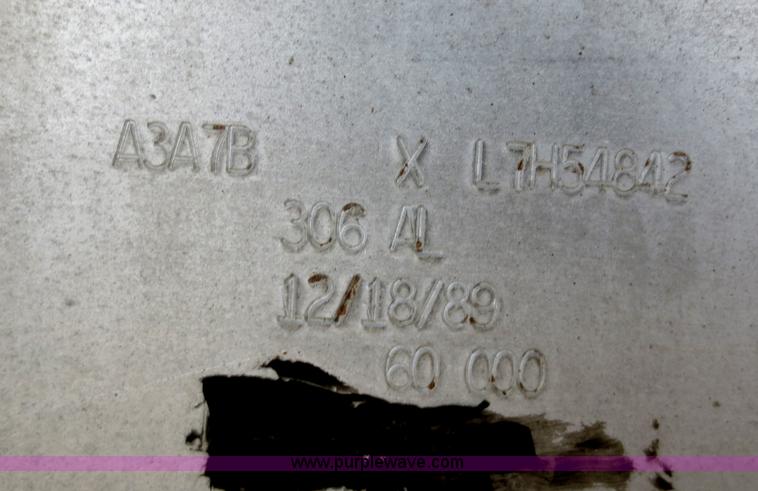 A3A7B X L7H54842
306 AL
12/18/89
60 000
www.purplewave.com